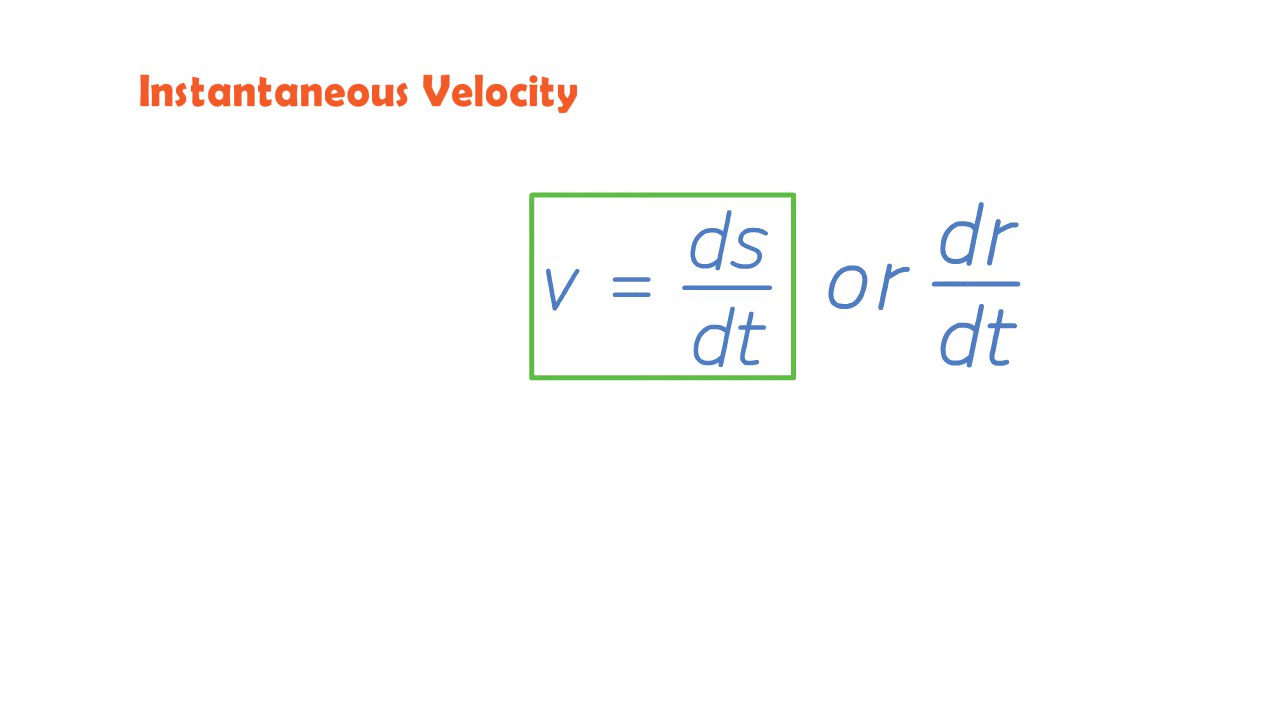 Instantaneous Velocity
v = ds/dt or dr/dt